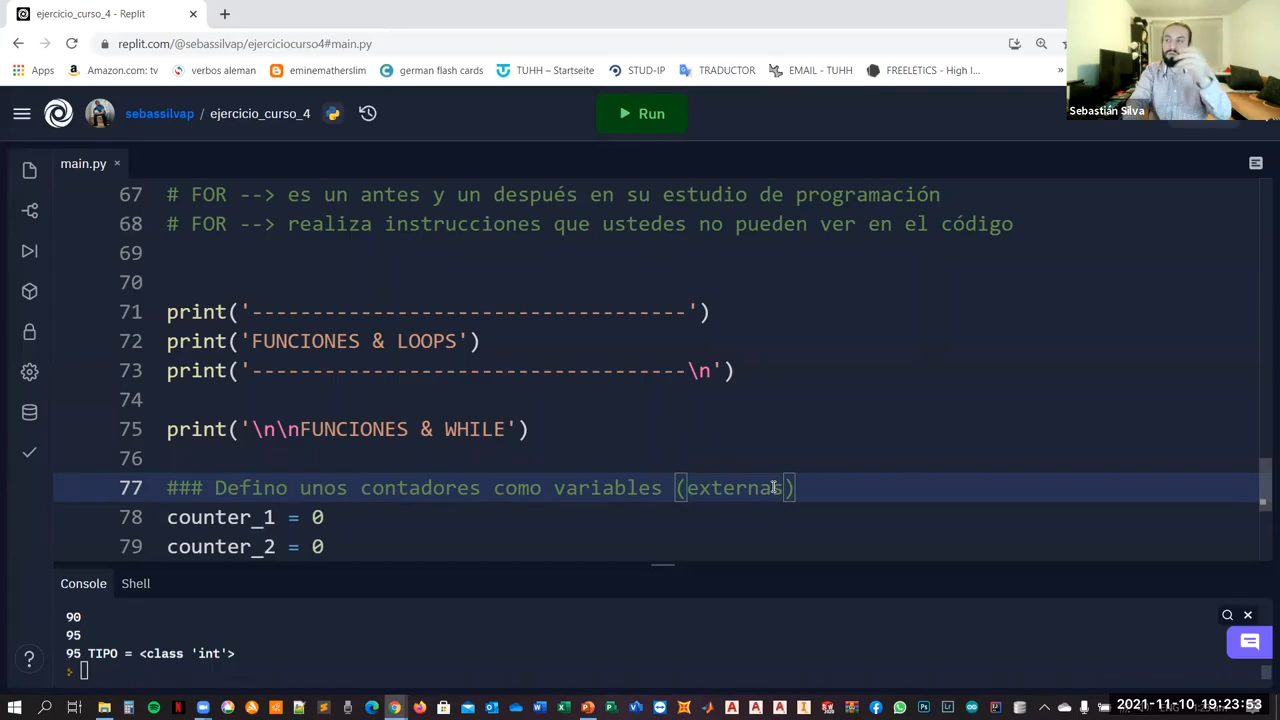 ejercicio_curso_4 - Replit
replit.com/@sebassilvap/ejerciciocurso4#main.py
Apps
Amazon.com: tv
verbos aleman
eminematherslim
german flash cards
TUHH – Startseite
STUD-IP
TRADUCTOR
EMAIL - TUHH
FREELETICS - High I...
»
Sebastián Silva
sebassilvap / ejercicio_curso_4
Run
main.py
67 # FOR --> es un antes y un después en su estudio de programación
68 # FOR --> realiza instrucciones que ustedes no pueden ver en el código
69
70
71 print('------------------------------------')
72 print('FUNCIONES & LOOPS')
73 print('------------------------------------\n')
74
75 print('\n\nFUNCIONES & WHILE')
76
77 ### Defino unos contadores como variables (externas)
78 counter_1 = 0
79 counter_2 = 0
Console
Shell
90
95
95 TIPO = <class 'int'>
2021-11-10 19:23:53